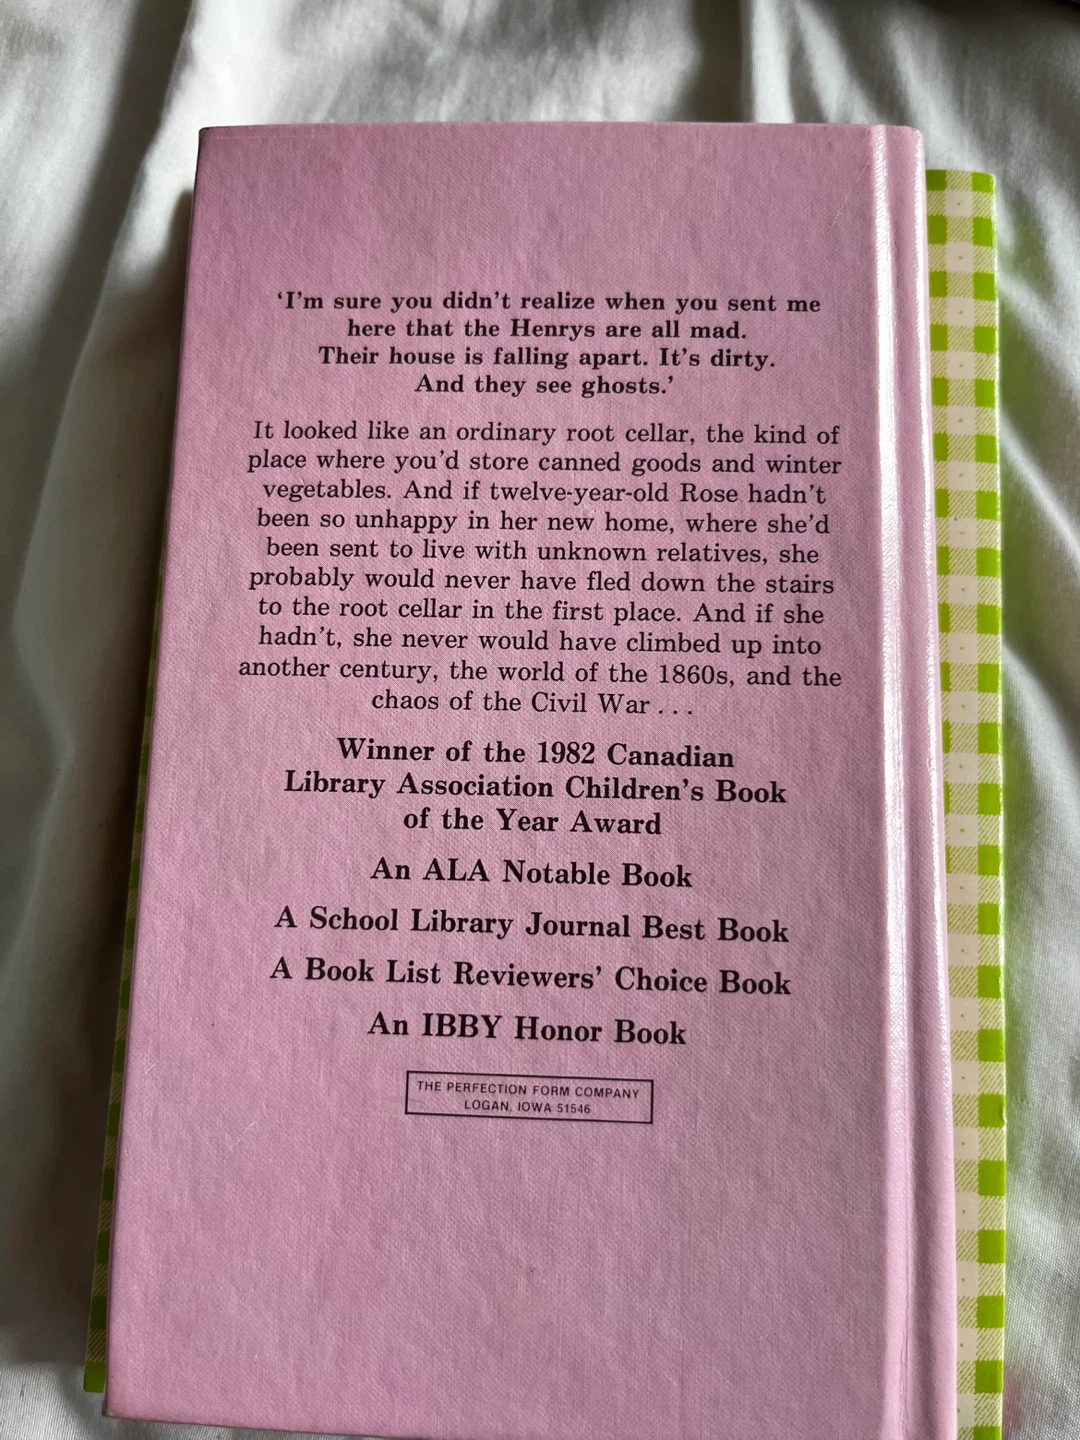 ‘I’m sure you didn’t realize when you sent me
here that the Henrys are all mad.
Their house is falling apart. It’s dirty.
And they see ghosts.’
It looked like an ordinary root cellar, the kind of
place where you’d store canned goods and winter
vegetables. And if twelve-year-old Rose hadn’t
been so unhappy in her new home, where she’d
been sent to live with unknown relatives, she
probably would never have fled down the stairs
to the root cellar in the first place. And if she
hadn’t, she never would have climbed up into
another century, the world of the 1860s, and the
chaos of the Civil War . . .
Winner of the 1982 Canadian
Library Association Children’s Book
of the Year Award
An ALA Notable Book
A School Library Journal Best Book
A Book List Reviewers’ Choice Book
An IBBY Honor Book
THE PERFECTION FORM COMPANY
LOGAN, IOWA 51546